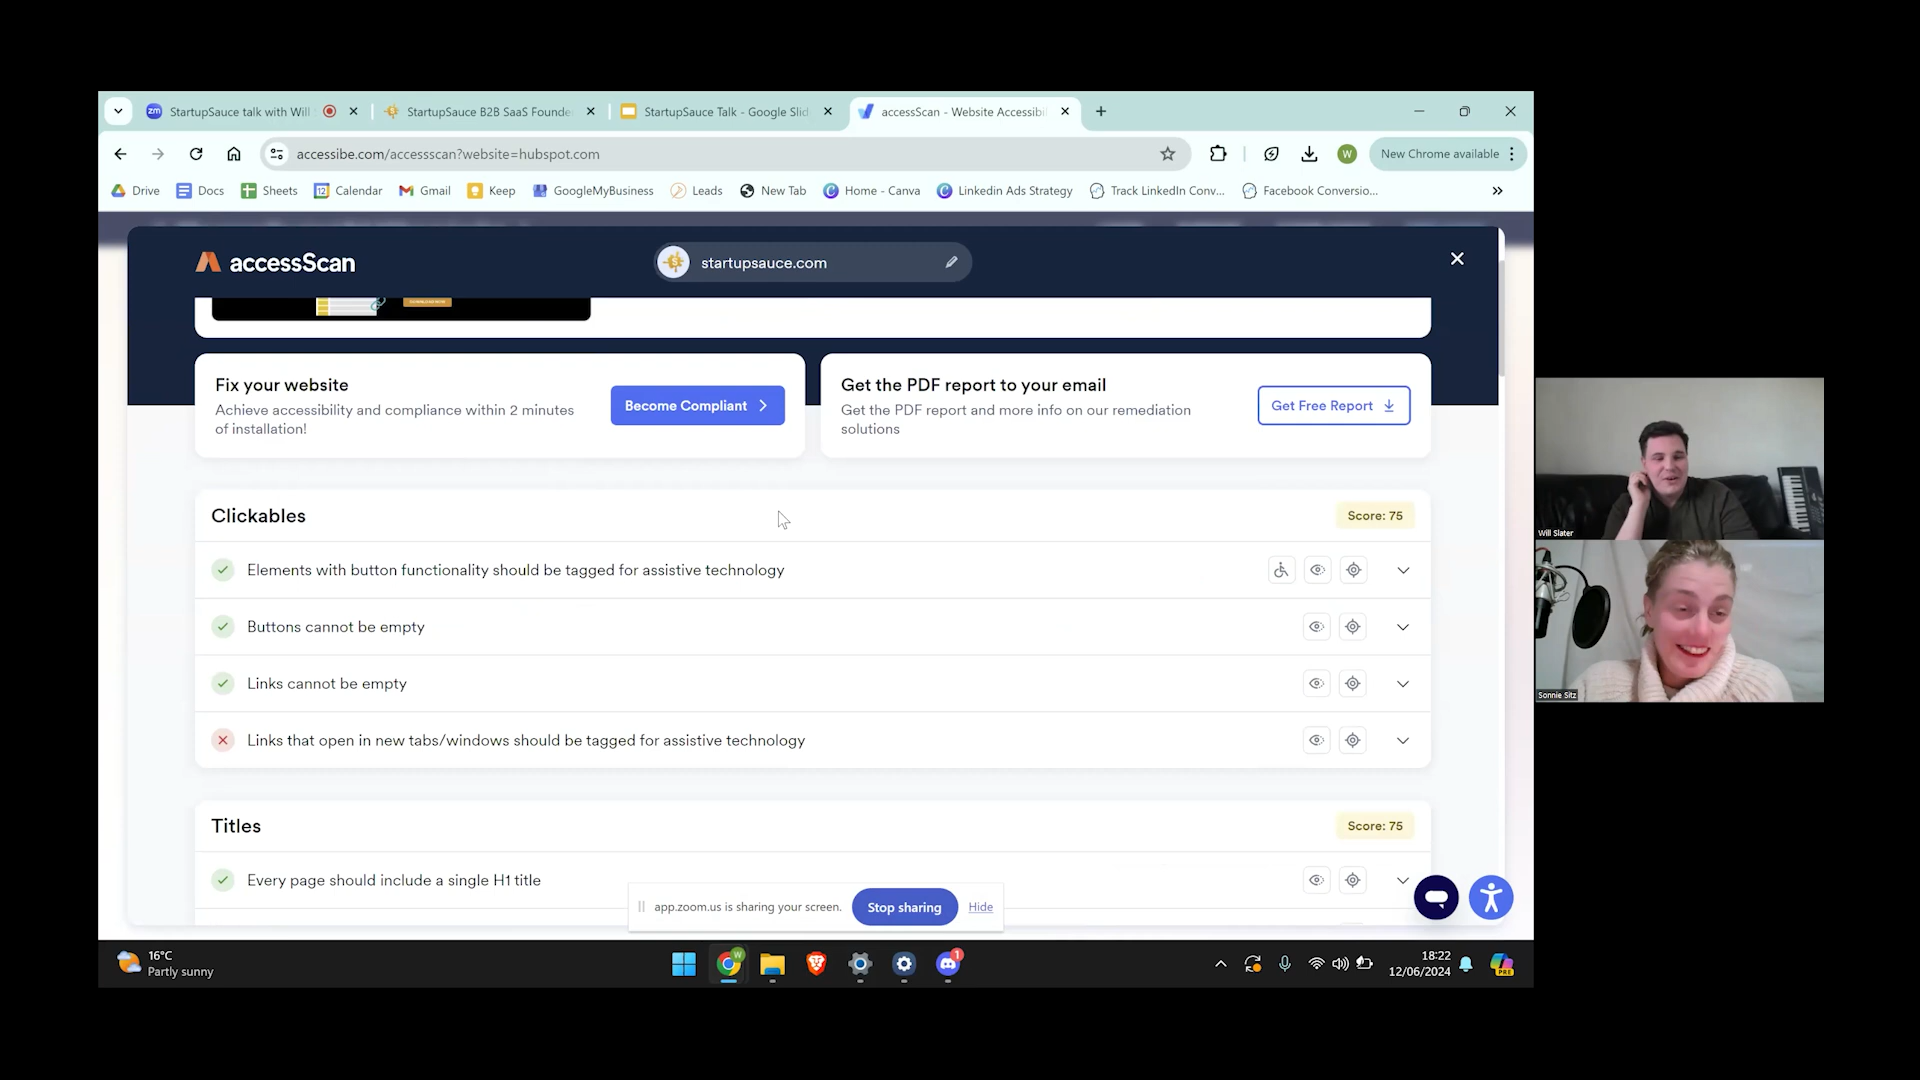 zm StartupSauce talk with Will
StartupSauce B2B SaaS Founde
StartupSauce Talk - Google Slid
accessScan - Website Accessibi
accessibe.com/accessscan?website=hubspot.com
W
New Chrome available
Drive
Docs
Sheets
12 Calendar
Gmail
Keep
GoogleMyBusiness
Leads
New Tab
Home - Canva
Linkedin Ads Strategy
Track LinkedIn Conv...
Facebook Conversio...
accessScan
startupsauce.com
Fix your website
Achieve accessibility and compliance within 2 minutes
of installation!
Become Compliant
Get the PDF report to your email
Get the PDF report and more info on our remediation
solutions
Get Free Report
Clickables
Score: 75
Elements with button functionality should be tagged for assistive technology
Buttons cannot be empty
Links cannot be empty
Links that open in new tabs/windows should be tagged for assistive technology
Titles
Score: 75
Every page should include a single H1 title
app.zoom.us is sharing your screen.
Stop sharing
Hide
Will Slater
Sonnie Sitz
16°C
Partly sunny
W
1
18:22
12/06/2024
PRE